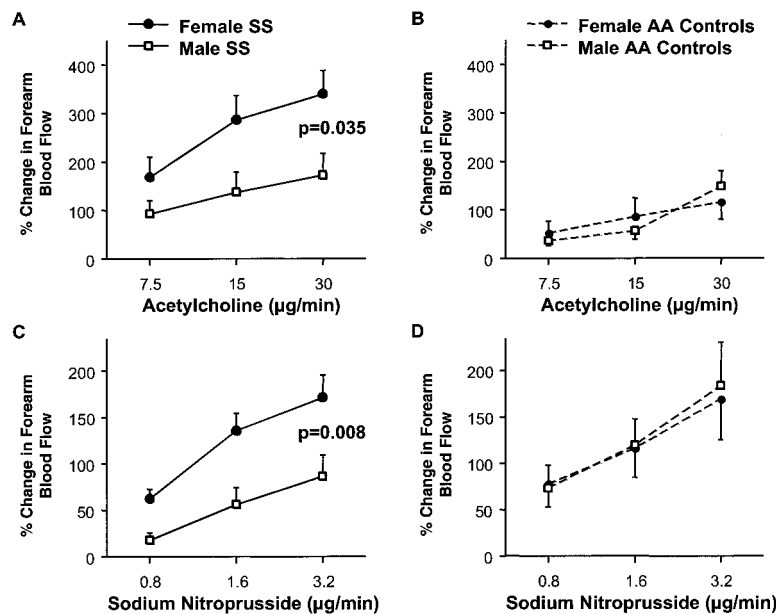 A
Female SS
Male SS
400
300
200
100
0
% Change in Forearm
Blood Flow
p=0.035
7.5 15 30
Acetylcholine (µg/min)
B
Female AA Controls
Male AA Controls
400
300
200
100
0
% Change in Forearm
Blood Flow
7.5 15 30
Acetylcholine (µg/min)
C
200
150
100
50
0
% Change in Forearm
Blood Flow
p=0.008
0.8 1.6 3.2
Sodium Nitroprusside (µg/min)
D
200
150
100
50
0
% Change in Forearm
Blood Flow
0.8 1.6 3.2
Sodium Nitroprusside (µg/min)